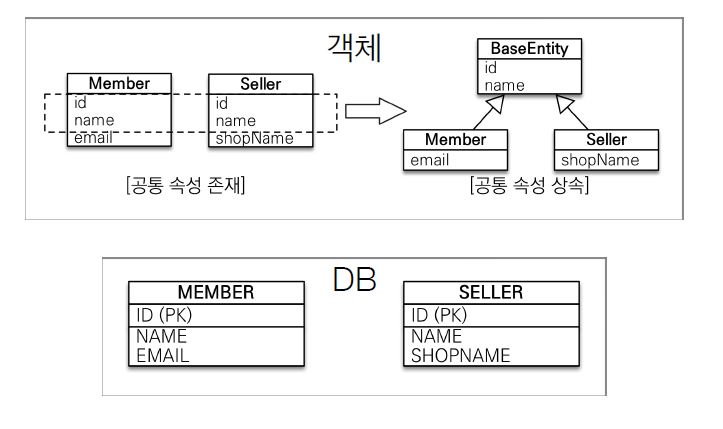 객체
Member
id
name
email
Seller
id
name
shopName
[공통 속성 존재]
BaseEntity
id
name
Member
email
Seller
shopName
[공통 속성 상속]
DB
MEMBER
ID (PK)
NAME
EMAIL
SELLER
ID (PK)
NAME
SHOPNAME